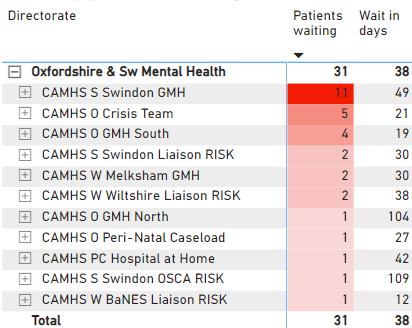 Directorate Patients waiting Wait in days
Oxfordshire & Sw Mental Health 31 38
CAMHS S Swindon GMH 11 49
CAMHS O Crisis Team 5 21
CAMHS O GMH South 4 19
CAMHS S Swindon Liaison RISK 2 30
CAMHS W Melksham GMH 2 30
CAMHS W Wiltshire Liaison RISK 2 38
CAMHS O GMH North 1 104
CAMHS O Peri-Natal Caseload 1 27
CAMHS PC Hospital at Home 1 42
CAMHS S Swindon OSCA RISK 1 109
CAMHS W BaNES Liaison RISK 1 12
Total 31 38